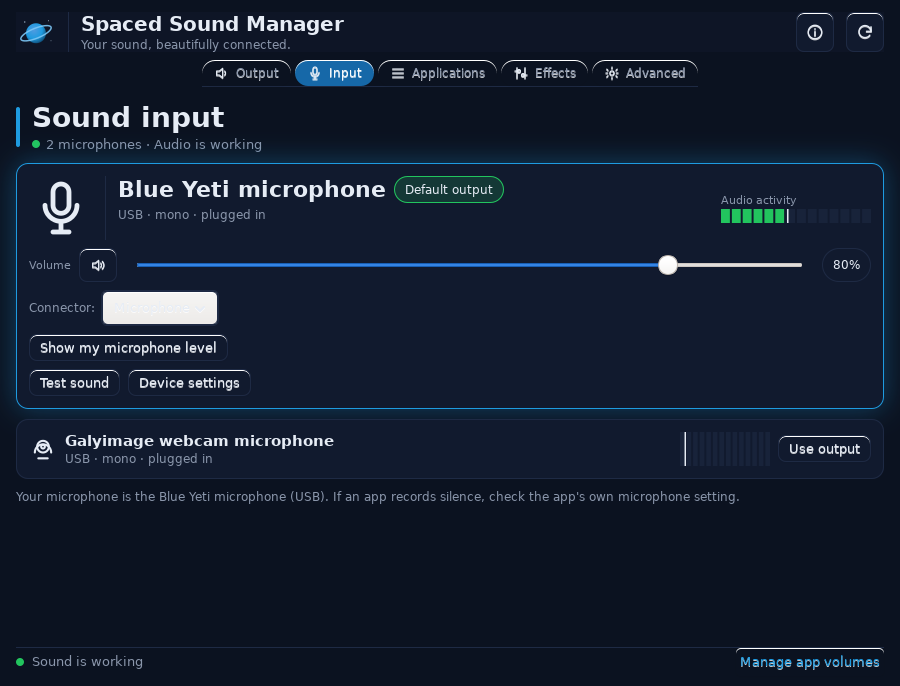 Spaced Sound Manager
Your sound, beautifully connected.
Output
Input
Applications
Effects
Advanced
Sound input
2 microphones · Audio is working
Blue Yeti microphone
Default output
USB · mono · plugged in
Audio activity
Volume
80%
Connector:
Show my microphone level
Test sound
Device settings
Galyimage webcam microphone
USB · mono · plugged in
Use output
Your microphone is the Blue Yeti microphone (USB). If an app records silence, check the app's own microphone setting.
Sound is working
Manage app volumes